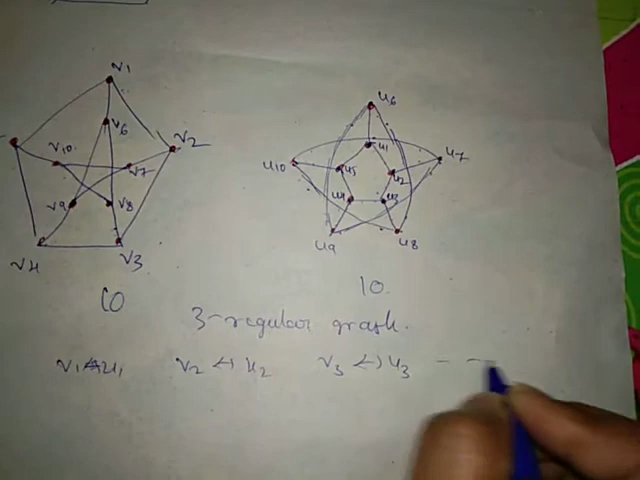 v1
v6
v2
v10
v7
v9
v8
v4
v3
10
u6
u1
u7
u10
u5
u2
u4
u3
u9
u8
10
3-regular graph.
v1 ↔ u1 v2 ↔ u2 v3 ↔ u3 - -